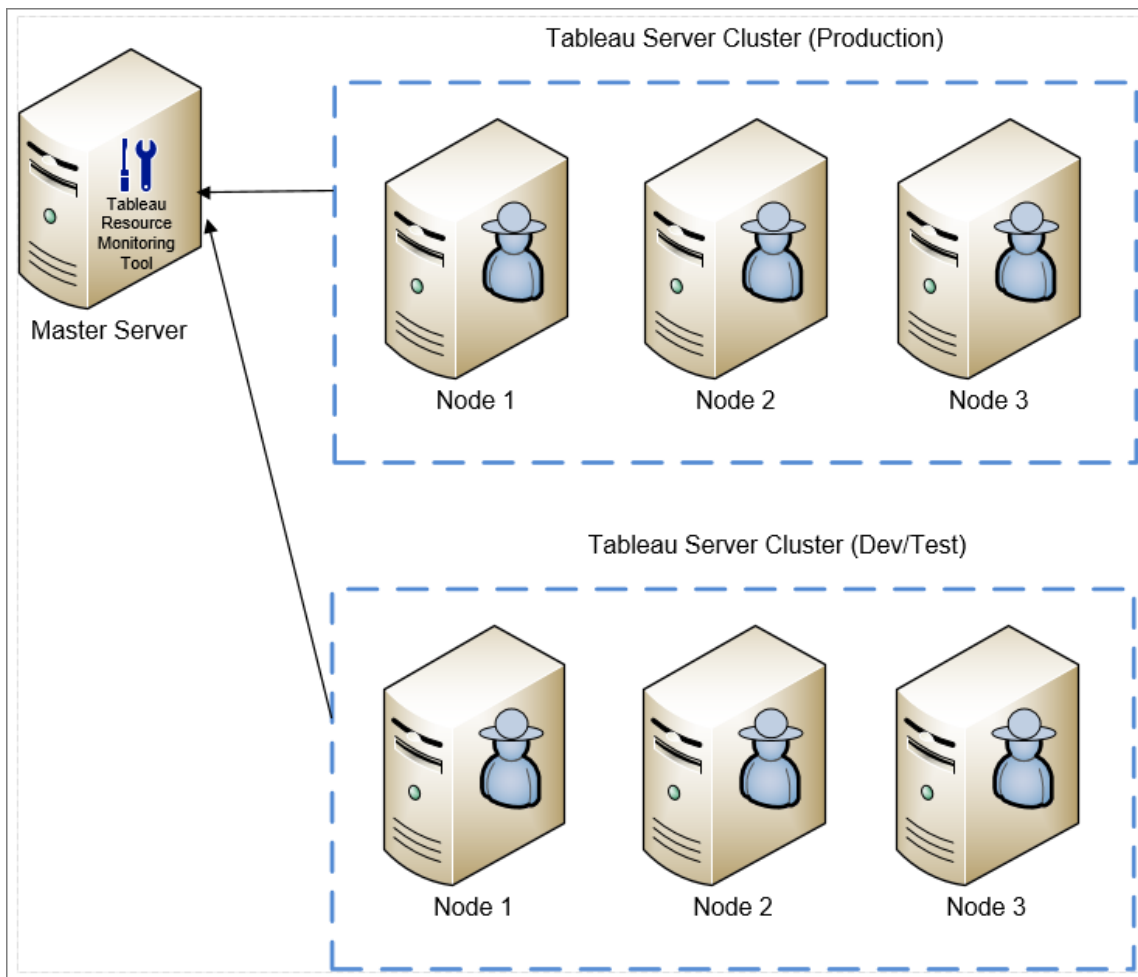 Tableau Server Cluster (Production)
Tableau
Resource
Monitoring
Tool
Master Server
Node 1
Node 2
Node 3
Tableau Server Cluster (Dev/Test)
Node 1
Node 2
Node 3